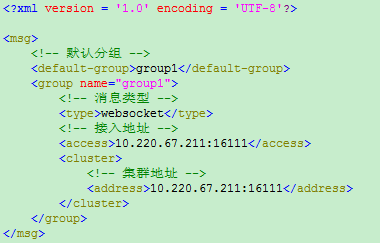 <?xml version = '1.0' encoding = 'UTF-8'?>
<msg>
<!-- 默认分组 -->
<default-group>group1</default-group>
<group name="group1">
<!-- 消息类型 -->
<type>websocket</type>
<!-- 接入地址 -->
<access>10.220.67.211:16111</access>
<cluster>
<!-- 集群地址 -->
<address>10.220.67.211:16111</address>
</cluster>
</group>
</msg>